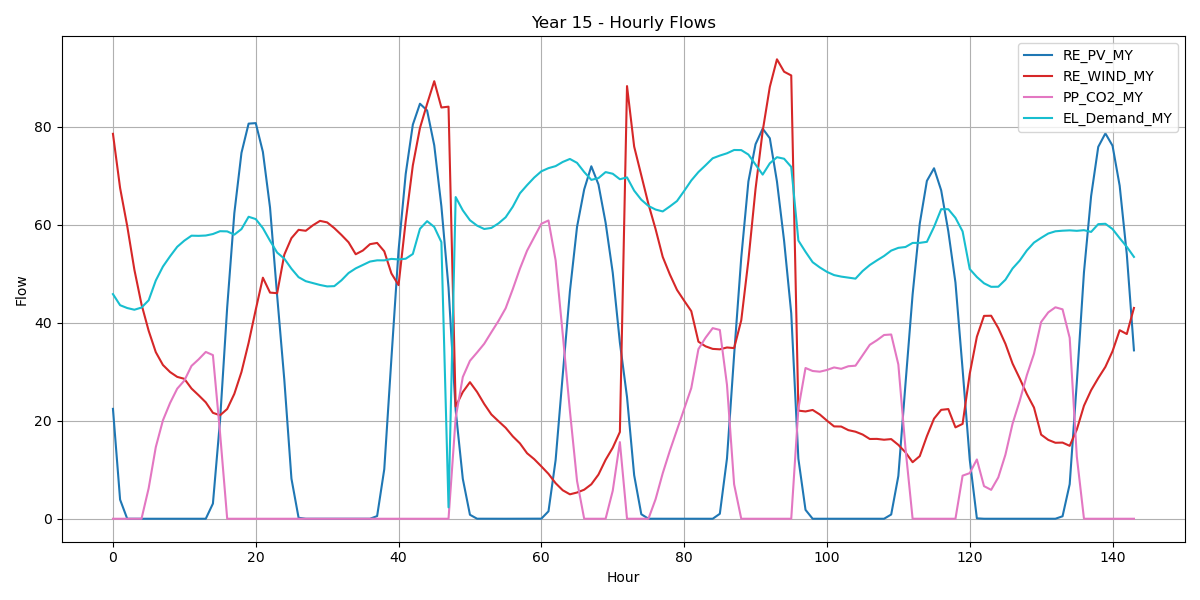 Year 15 - Hourly Flows
RE_PV_MY
RE_WIND_MY
PP_CO2_MY
EL_Demand_MY
80
60
40
20
0
Flow
0 20 40 60 80 100 120 140
Hour